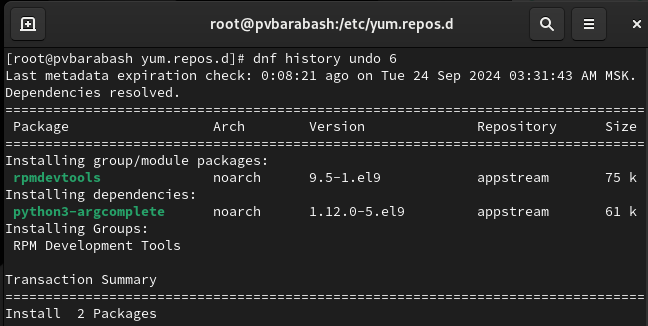 root@pvbarabash:/etc/yum.repos.d
[root@pvbarabash yum.repos.d]# dnf history undo 6
Last metadata expiration check: 0:08:21 ago on Tue 24 Sep 2024 03:31:43 AM MSK.
Dependencies resolved.
================================================================================
Package Arch Version Repository Size
================================================================================
Installing group/module packages:
rpmdevtools noarch 9.5-1.el9 appstream 75 k
Installing dependencies:
python3-argcomplete noarch 1.12.0-5.el9 appstream 61 k
Installing Groups:
RPM Development Tools
Transaction Summary
================================================================================
Install 2 Packages